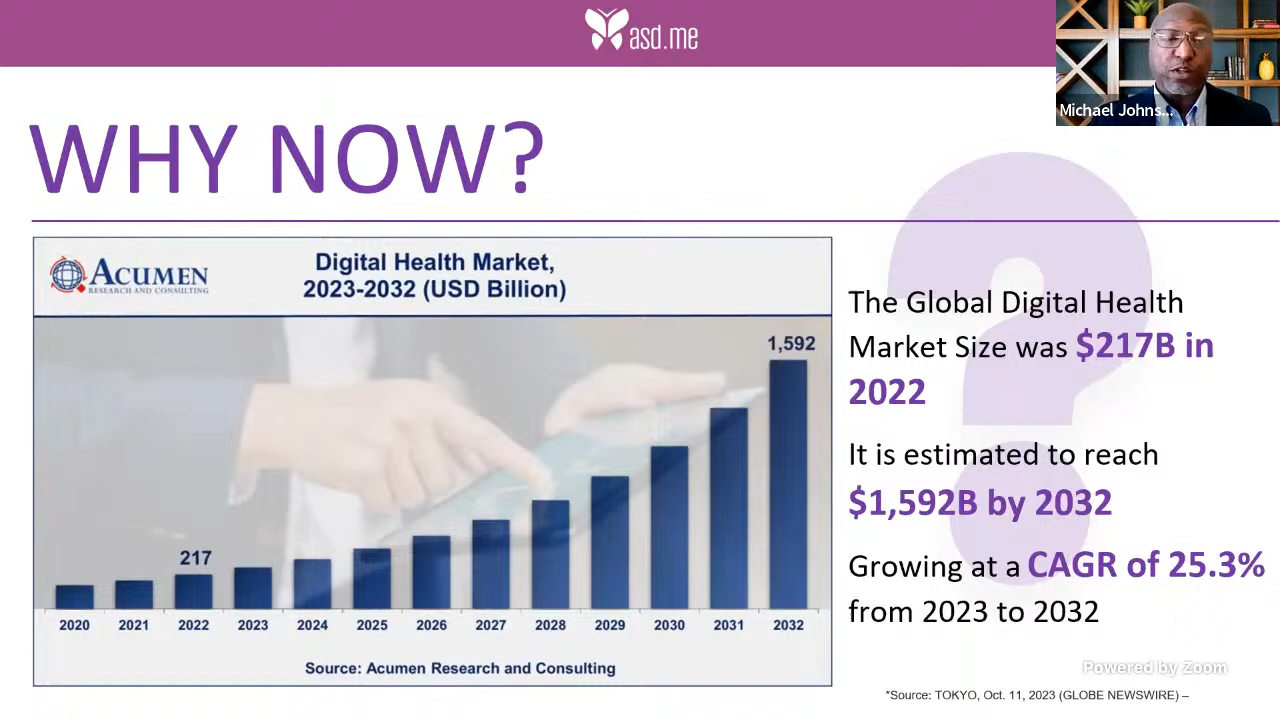 asd.me
Michael Johns...
WHY NOW?
ACUMEN
RESEARCH AND CONSULTING
Digital Health Market,
2023-2032 (USD Billion)
217
1,592
2020 2021 2022 2023 2024 2025 2026 2027 2028 2029 2030 2031 2032
Source: Acumen Research and Consulting
The Global Digital Health
Market Size was $217B in
2022
It is estimated to reach
$1,592B by 2032
Growing at a CAGR of 25.3%
from 2023 to 2032
Powered by Zoom
*Source: TOKYO, Oct. 11, 2023 (GLOBE NEWSWIRE) –